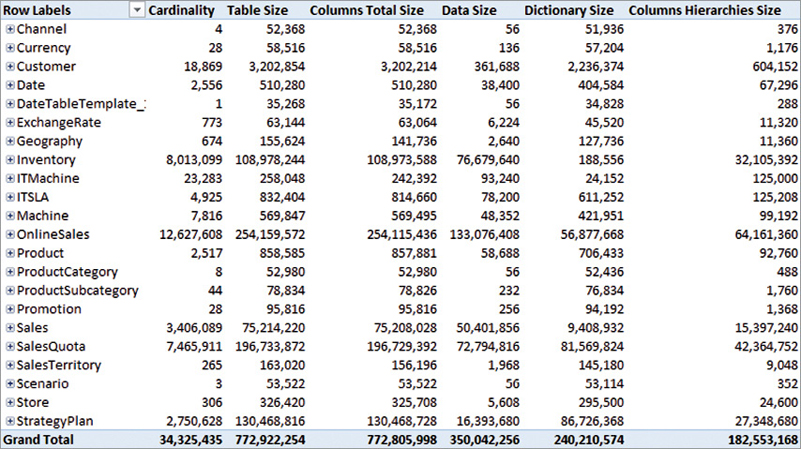 Row Labels Cardinality Table Size Columns Total Size Data Size Dictionary Size Columns Hierarchies Size
Channel 4 52,368 52,368 56 51,936 376
Currency 28 58,516 58,516 136 57,204 1,176
Customer 18,869 3,202,854 3,202,214 361,688 2,236,374 604,152
Date 2,556 510,280 510,280 38,400 404,584 67,296
DateTableTemplate_ 1 35,268 35,172 56 34,828 288
ExchangeRate 773 63,144 63,064 6,224 45,520 11,320
Geography 674 155,624 141,736 2,640 127,736 11,360
Inventory 8,013,099 108,978,244 108,973,588 76,679,640 188,556 32,105,392
ITMachine 23,283 258,048 242,392 93,240 24,152 125,000
ITSLA 4,925 832,404 814,660 78,200 611,252 125,208
Machine 7,816 569,847 569,495 48,352 421,951 99,192
OnlineSales 12,627,608 254,159,572 254,115,436 133,076,408 56,877,668 64,161,360
Product 2,517 858,585 857,881 58,688 706,433 92,760
ProductCategory 8 52,980 52,980 56 52,436 488
ProductSubcategory 44 78,834 78,826 232 76,834 1,760
Promotion 28 95,816 95,816 256 94,192 1,368
Sales 3,406,089 75,214,220 75,208,028 50,401,856 9,408,932 15,397,240
SalesQuota 7,465,911 196,733,872 196,729,392 72,794,816 81,569,824 42,364,752
SalesTerritory 265 163,020 156,196 1,968 145,180 9,048
Scenario 3 53,522 53,522 56 53,114 352
Store 306 326,420 325,708 5,608 295,500 24,600
StrategyPlan 2,750,628 130,468,816 130,468,728 16,393,680 86,726,368 27,348,680
Grand Total 34,325,435 772,922,254 772,805,998 350,042,256 240,210,574 182,553,168